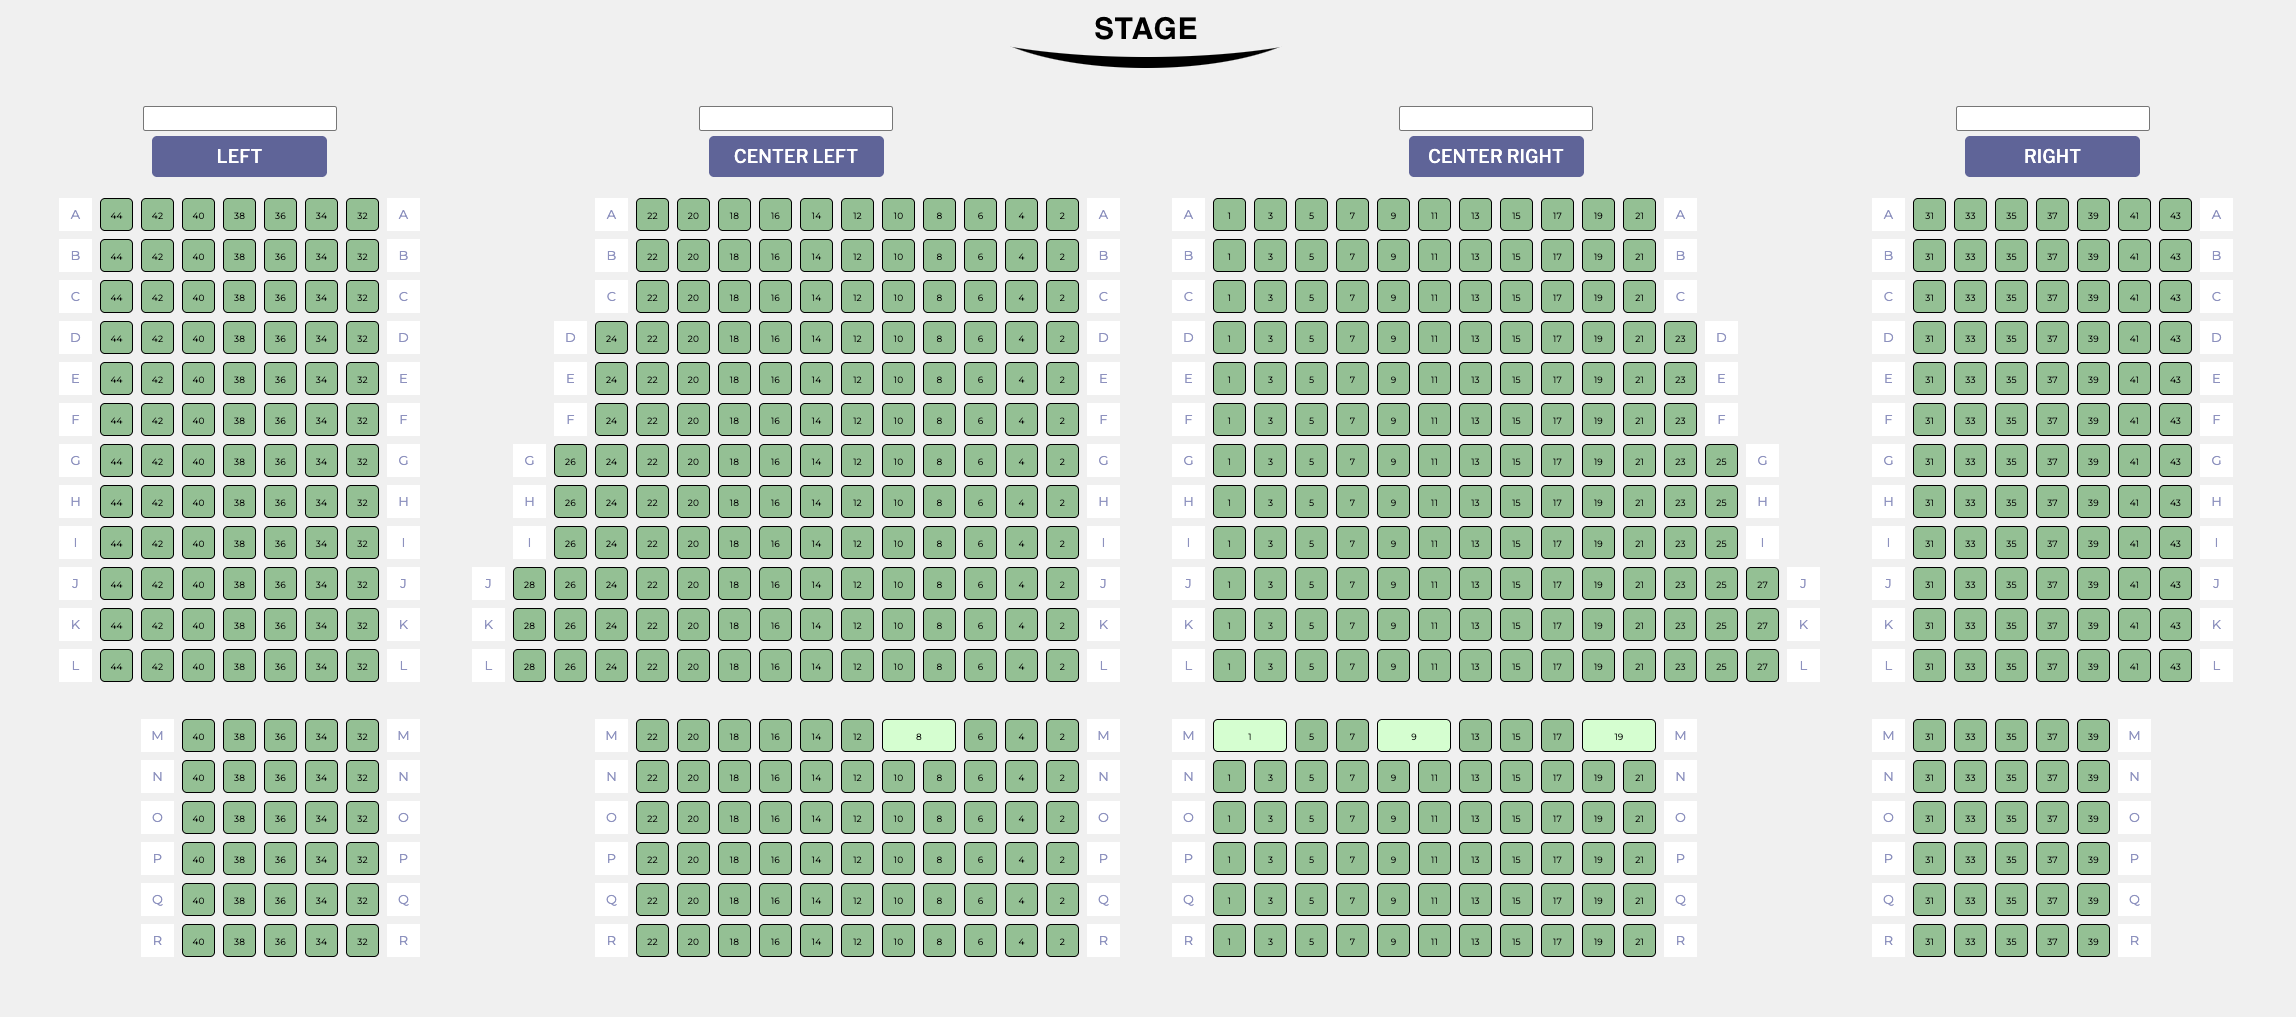 STAGE
LEFT CENTER LEFT CENTER RIGHT RIGHT
A 44 42 40 38 36 34 32 A A 22 20 18 16 14 12 10 8 6 4 2 A A 1 3 5 7 9 11 13 15 17 19 21 A A 31 33 35 37 39 41 43 A
B 44 42 40 38 36 34 32 B B 22 20 18 16 14 12 10 8 6 4 2 B B 1 3 5 7 9 11 13 15 17 19 21 B B 31 33 35 37 39 41 43 B
C 44 42 40 38 36 34 32 C C 22 20 18 16 14 12 10 8 6 4 2 C C 1 3 5 7 9 11 13 15 17 19 21 C C 31 33 35 37 39 41 43 C
D 44 42 40 38 36 34 32 D D 24 22 20 18 16 14 12 10 8 6 4 2 D D 1 3 5 7 9 11 13 15 17 19 21 23 D D 31 33 35 37 39 41 43 D
E 44 42 40 38 36 34 32 E E 24 22 20 18 16 14 12 10 8 6 4 2 E E 1 3 5 7 9 11 13 15 17 19 21 23 E E 31 33 35 37 39 41 43 E
F 44 42 40 38 36 34 32 F F 24 22 20 18 16 14 12 10 8 6 4 2 F F 1 3 5 7 9 11 13 15 17 19 21 23 F F 31 33 35 37 39 41 43 F
G 44 42 40 38 36 34 32 G G 26 24 22 20 18 16 14 12 10 8 6 4 2 G G 1 3 5 7 9 11 13 15 17 19 21 23 25 G G 31 33 35 37 39 41 43 G
H 44 42 40 38 36 34 32 H H 26 24 22 20 18 16 14 12 10 8 6 4 2 H H 1 3 5 7 9 11 13 15 17 19 21 23 25 H H 31 33 35 37 39 41 43 H
I 44 42 40 38 36 34 32 I I 26 24 22 20 18 16 14 12 10 8 6 4 2 I I 1 3 5 7 9 11 13 15 17 19 21 23 25 I I 31 33 35 37 39 41 43 I
J 44 42 40 38 36 34 32 J J 28 26 24 22 20 18 16 14 12 10 8 6 4 2 J J 1 3 5 7 9 11 13 15 17 19 21 23 25 27 J J 31 33 35 37 39 41 43 J
K 44 42 40 38 36 34 32 K K 28 26 24 22 20 18 16 14 12 10 8 6 4 2 K K 1 3 5 7 9 11 13 15 17 19 21 23 25 27 K K 31 33 35 37 39 41 43 K
L 44 42 40 38 36 34 32 L L 28 26 24 22 20 18 16 14 12 10 8 6 4 2 L L 1 3 5 7 9 11 13 15 17 19 21 23 25 27 L L 31 33 35 37 39 41 43 L
M 40 38 36 34 32 M M 22 20 18 16 14 12 8 6 4 2 M M 1 5 7 9 13 15 17 19 M M 31 33 35 37 39 M
N 40 38 36 34 32 N N 22 20 18 16 14 12 10 8 6 4 2 N N 1 3 5 7 9 11 13 15 17 19 21 N N 31 33 35 37 39 N
O 40 38 36 34 32 O O 22 20 18 16 14 12 10 8 6 4 2 O O 1 3 5 7 9 11 13 15 17 19 21 O O 31 33 35 37 39 O
P 40 38 36 34 32 P P 22 20 18 16 14 12 10 8 6 4 2 P P 1 3 5 7 9 11 13 15 17 19 21 P P 31 33 35 37 39 P
Q 40 38 36 34 32 Q Q 22 20 18 16 14 12 10 8 6 4 2 Q Q 1 3 5 7 9 11 13 15 17 19 21 Q Q 31 33 35 37 39 Q
R 40 38 36 34 32 R R 22 20 18 16 14 12 10 8 6 4 2 R R 1 3 5 7 9 11 13 15 17 19 21 R R 31 33 35 37 39 R